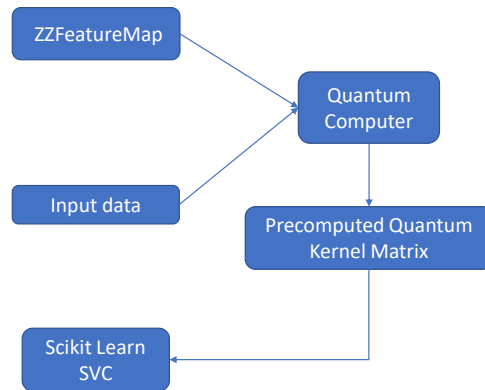 ZZFeatureMap
Quantum
Computer
Input data
Precomputed Quantum
Kernel Matrix
Scikit Learn
SVC